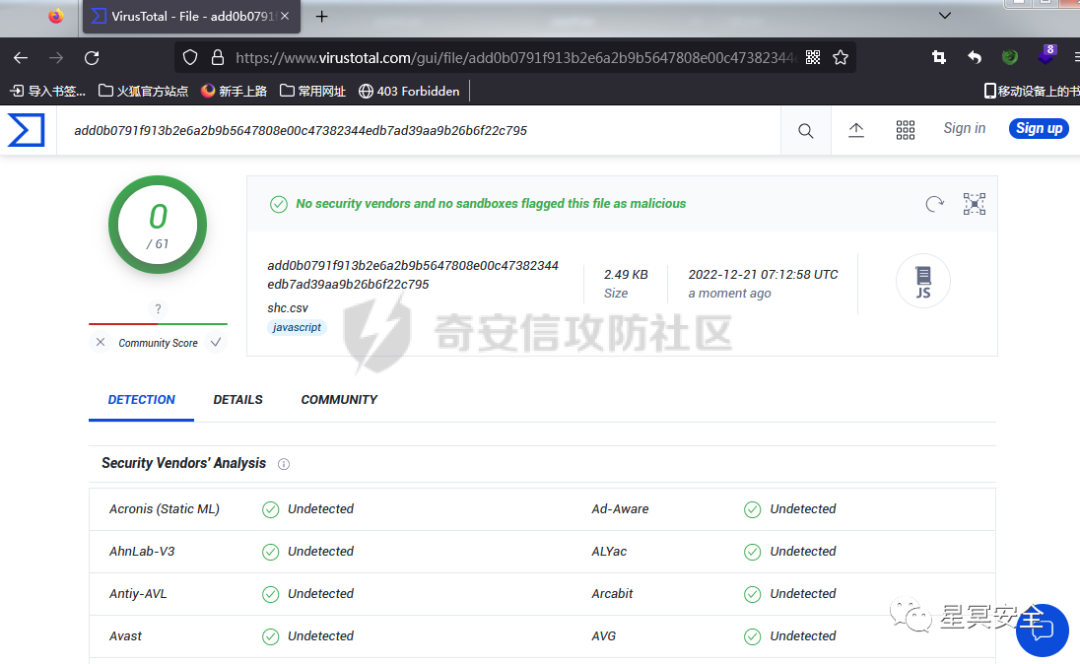 VirusTotal - File - add0b0791
https://www.virustotal.com/gui/file/add0b0791f913b2e6a2b9b5647808e00c47382344
8
导入书签...
火狐官方站点
新手上路
常用网址
403 Forbidden
移动设备上的书
add0b0791f913b2e6a2b9b5647808e00c47382344edb7ad39aa9b26b6f22c795
Sign in
Sign up
0
/ 61
No security vendors and no sandboxes flagged this file as malicious
add0b0791f913b2e6a2b9b5647808e00c47382344
edb7ad39aa9b26b6f22c795
shc.csv
javascript
2.49 KB
Size
2022-12-21 07:12:58 UTC
a moment ago
JS
?
Community Score
奇安信攻防社区
DETECTION
DETAILS
COMMUNITY
Security Vendors' Analysis
Acronis (Static ML) Undetected Ad-Aware Undetected
AhnLab-V3 Undetected ALYac Undetected
Antiy-AVL Undetected Arcabit Undetected
Avast Undetected AVG Undetected
星冥安全